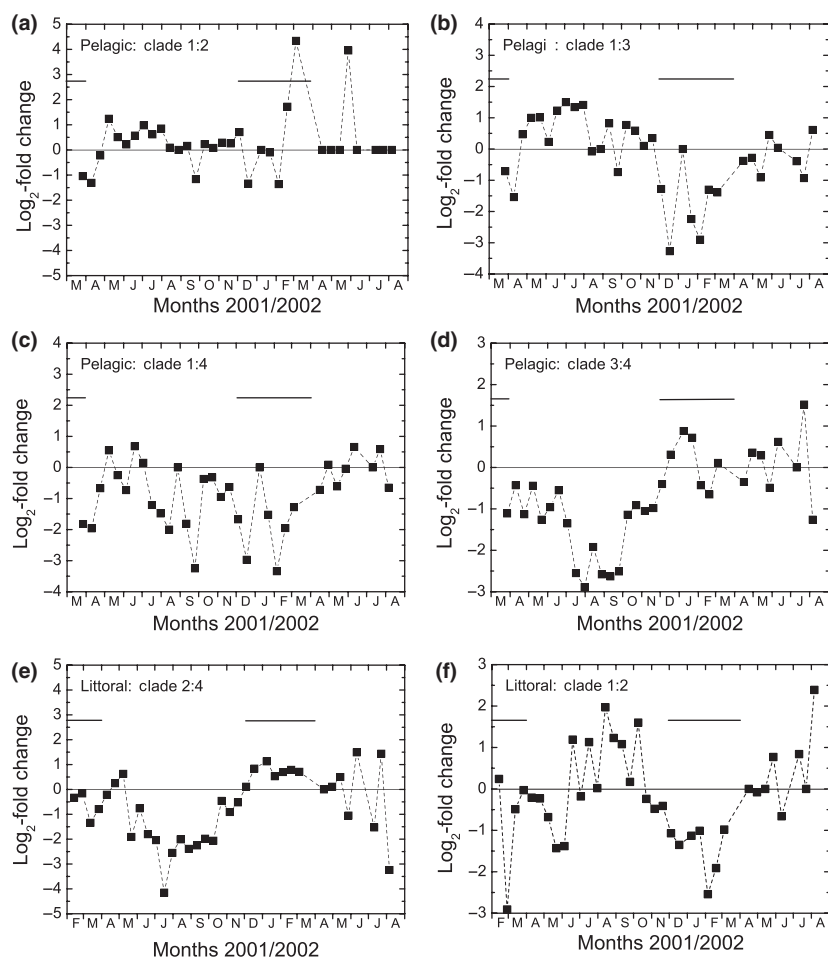 (a)
Pelagic: clade 1:2
Log2-fold change
5
4
3
2
1
0
–1
–2
–3
–4
–5
M A M J J A S O N D J F M A M J J A
Months 2001/2002
(b)
Pelagi : clade 1:3
Log2-fold change
4
3
2
1
0
–1
–2
–3
–4
M A M J J A S O N D J F M A M J J A
Months 2001/2002
(c)
Pelagic: clade 1:4
Log2-fold change
4
3
2
1
0
–1
–2
–3
–4
M A M J J A S O N D J F M A M J J A
Months 2001/2002
(d)
Pelagic: clade 3:4
Log2-fold change
3
2
1
0
–1
–2
–3
M A M J J A S O N D J F M A M J J A
Months 2001/2002
(e)
Littoral: clade 2:4
Log2-fold change
5
4
3
2
1
0
–1
–2
–3
–4
–5
F M A M J J A S O N D J F M A M J J A
Months 2001/2002
(f)
Littoral: clade 1:2
Log2-fold change
3
2
1
0
–1
–2
–3
F M A M J J A S O N D J F M A M J J A
Months 2001/2002